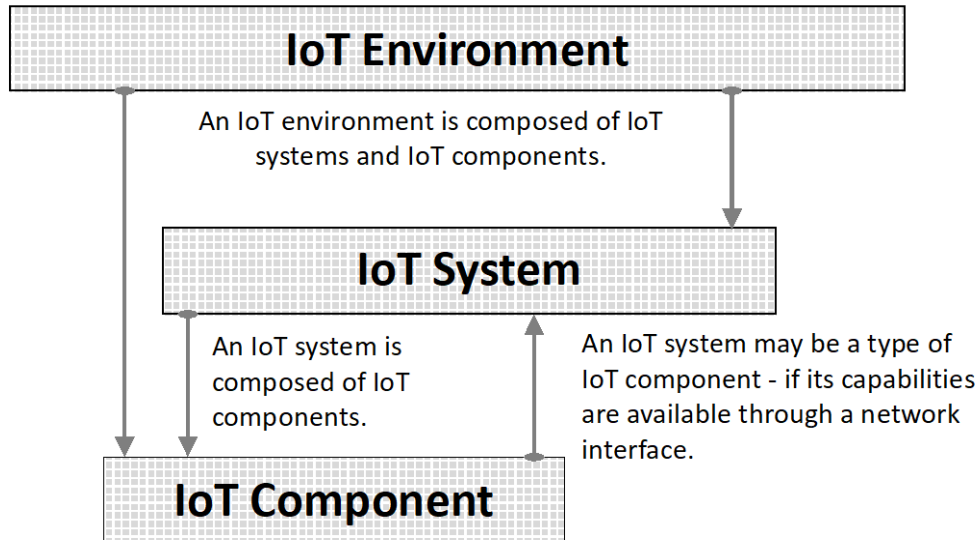 IoT Environment
An IoT environment is composed of IoT
systems and IoT components.
IoT System
An IoT system is
composed of IoT
components.
An IoT system may be a type of
IoT component - if its capabilities
are available through a network
interface.
IoT Component